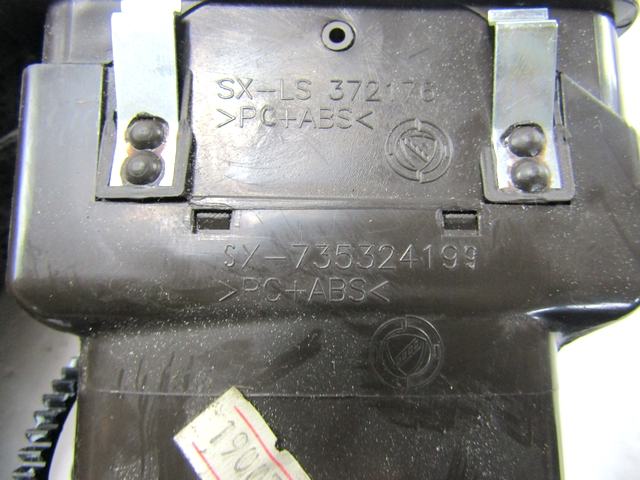 SX-LS 372176
>PC+ABS<
SX-735324199
>PC+ABS<